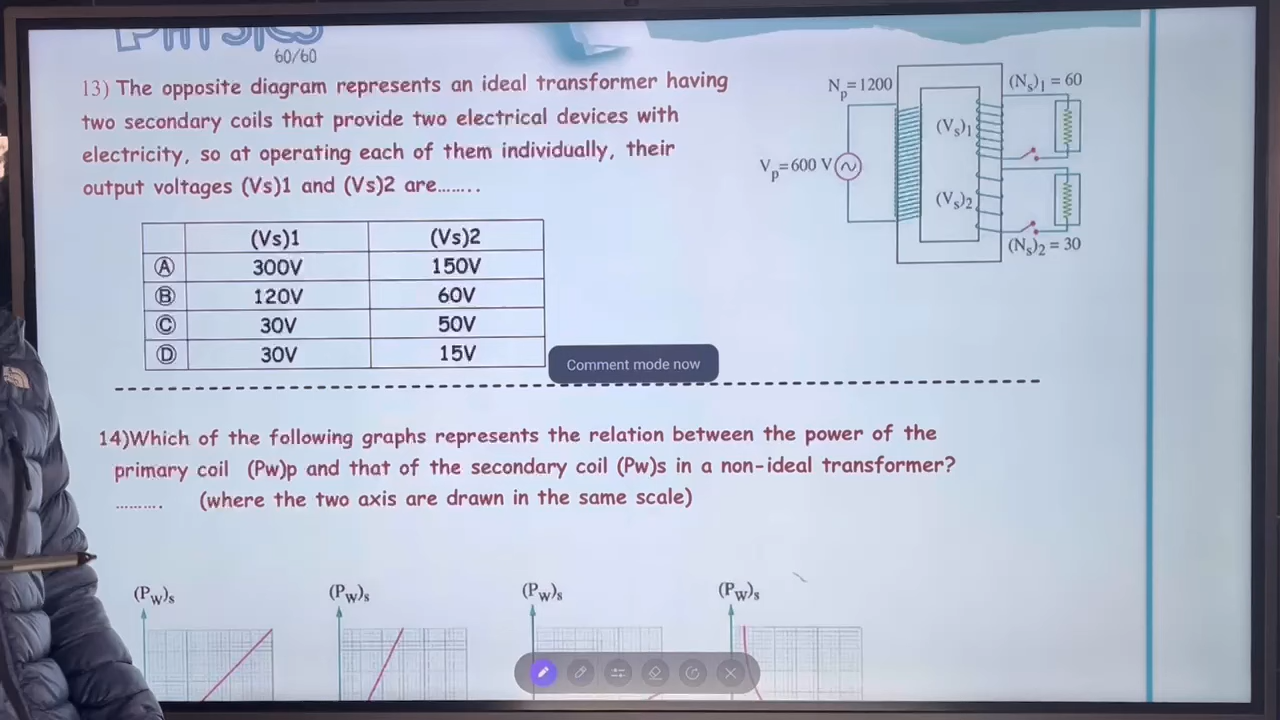 PHYSICS
60/60
13) The opposite diagram represents an ideal transformer having
two secondary coils that provide two electrical devices with
electricity, so at operating each of them individually, their
output voltages (Vs)1 and (Vs)2 are........
(Vs)1 (Vs)2
Ⓐ 300V 150V
Ⓑ 120V 60V
Ⓒ 30V 50V
Ⓓ 30V 15V
Np=1200
(Ns)1 = 60
(Vs)1
Vp=600 V
(Vs)2
(Ns)2 = 30
Comment mode now
14)Which of the following graphs represents the relation between the power of the
primary coil (Pw)p and that of the secondary coil (Pw)s in a non-ideal transformer?
.......... (where the two axis are drawn in the same scale)
(Pw)s (Pw)s (Pw)s (Pw)s